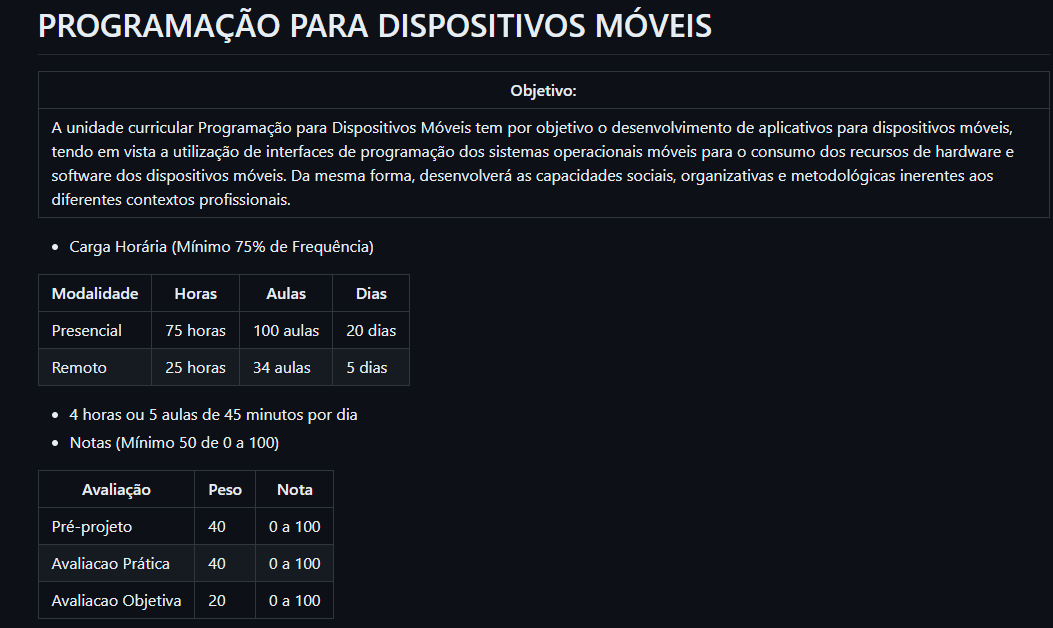 PROGRAMAÇÃO PARA DISPOSITIVOS MÓVEIS
Objetivo:
A unidade curricular Programação para Dispositivos Móveis tem por objetivo o desenvolvimento de aplicativos para dispositivos móveis,
tendo em vista a utilização de interfaces de programação dos sistemas operacionais móveis para o consumo dos recursos de hardware e
software dos dispositivos móveis. Da mesma forma, desenvolverá as capacidades sociais, organizativas e metodológicas inerentes aos
diferentes contextos profissionais.
• Carga Horária (Mínimo 75% de Frequência)
Modalidade Horas Aulas Dias
Presencial 75 horas 100 aulas 20 dias
Remoto 25 horas 34 aulas 5 dias
• 4 horas ou 5 aulas de 45 minutos por dia
• Notas (Mínimo 50 de 0 a 100)
Avaliação Peso Nota
Pré-projeto 40 0 a 100
Avaliacao Prática 40 0 a 100
Avaliacao Objetiva 20 0 a 100